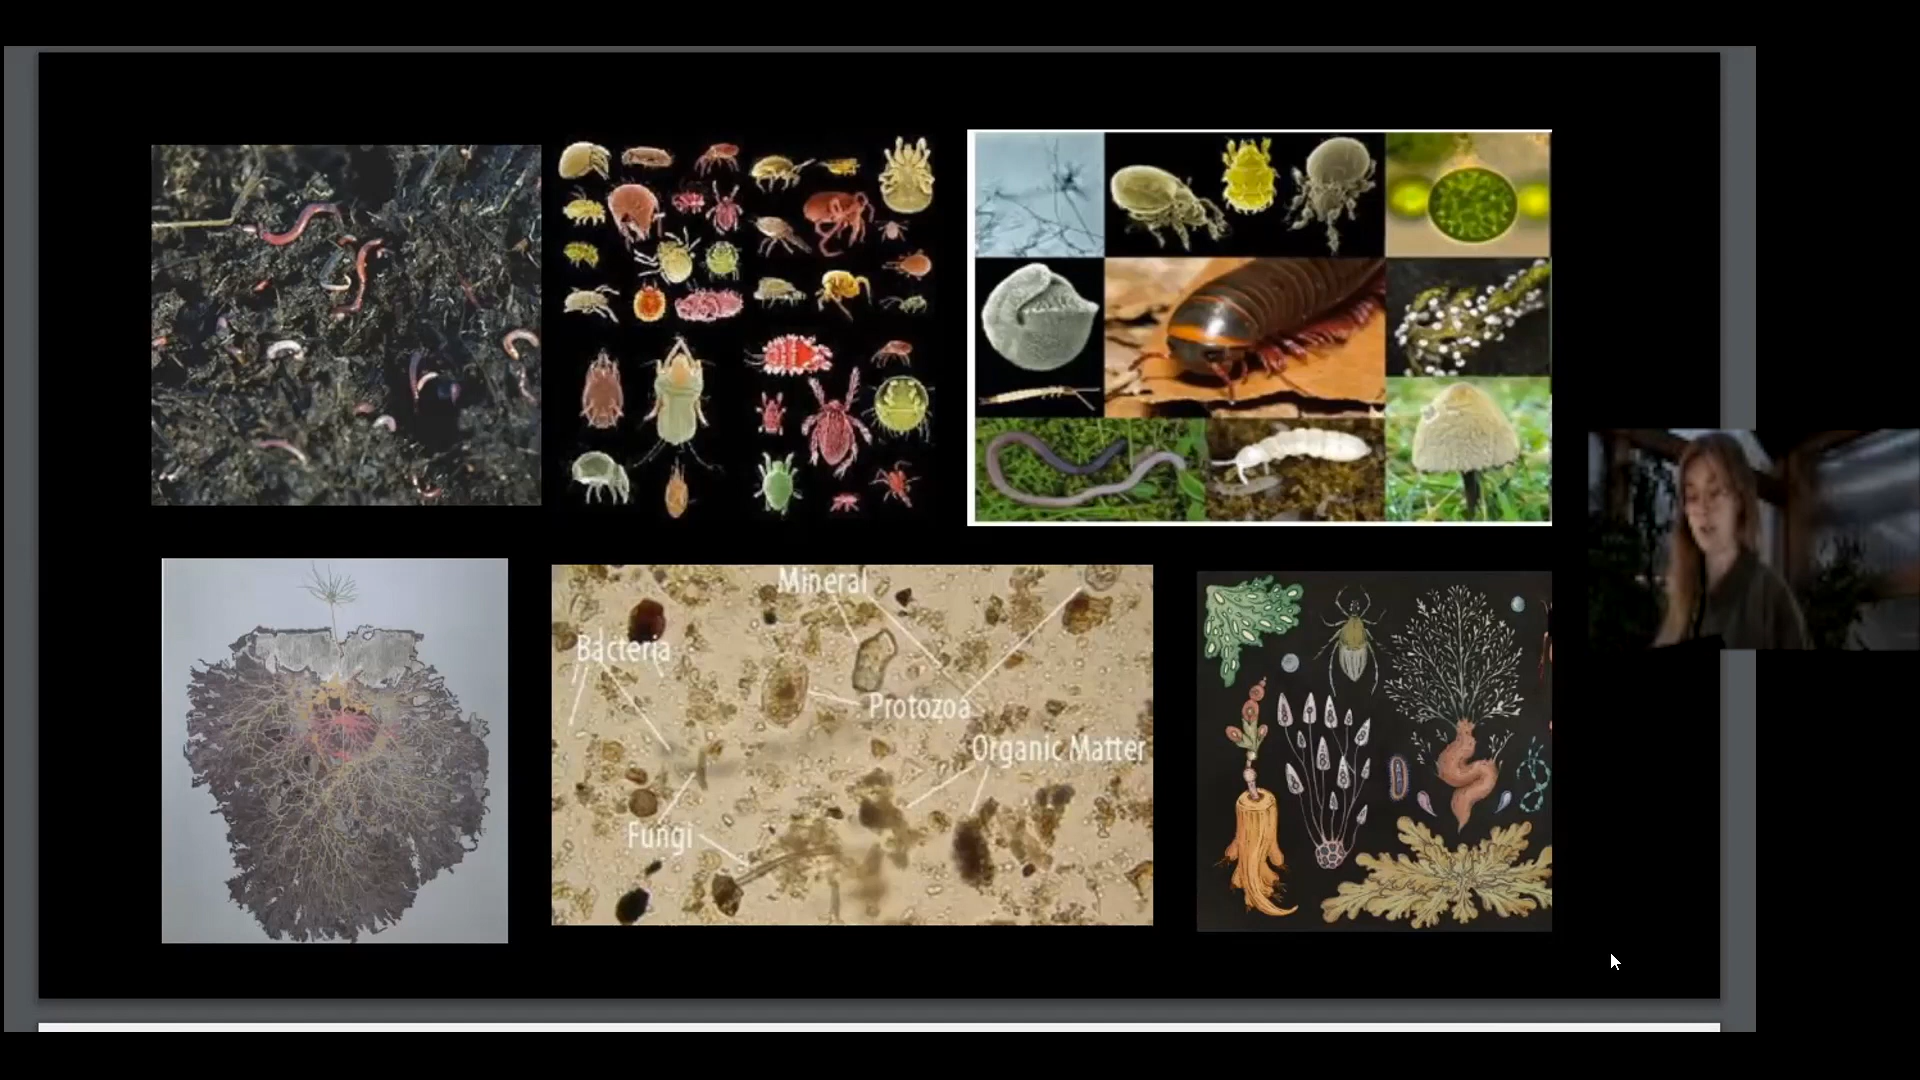 Mineral
Bacteria
Protozoa
Organic Matter
Fungi